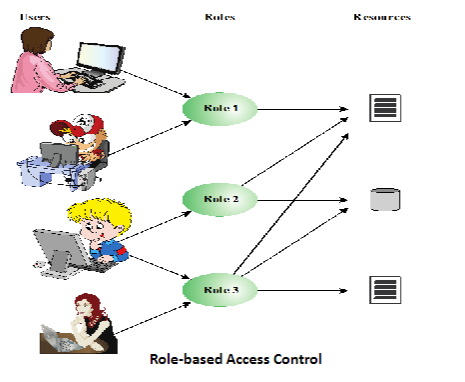 Users Roles Resources
Role 1
Role 2
Role 3
Role-based Access Control